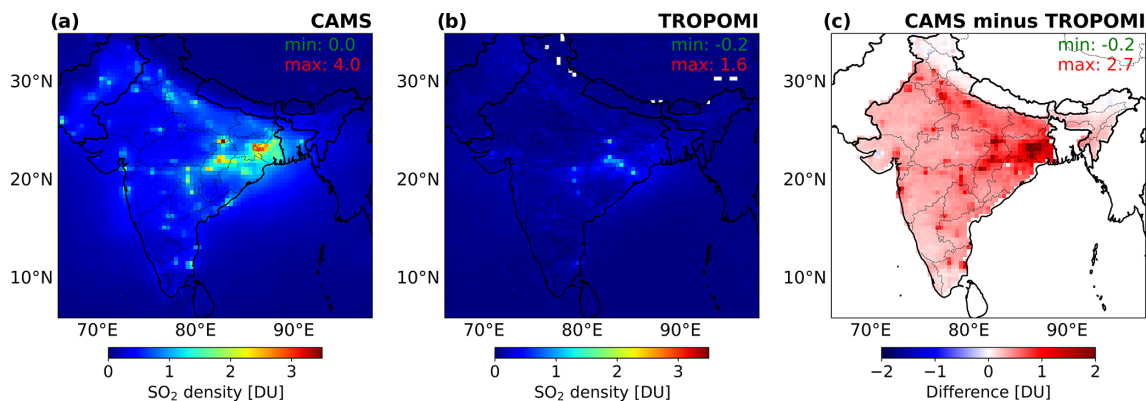 (a) CAMS
min: 0.0
max: 4.0
30°N
20°N
10°N
70°E 80°E 90°E
0 1 2 3
SO₂ density [DU]
(b) TROPOMI
min: -0.2
max: 1.6
30°N
20°N
10°N
70°E 80°E 90°E
0 1 2 3
SO₂ density [DU]
(c) CAMS minus TROPOMI
min: -0.2
max: 2.7
30°N
20°N
10°N
70°E 80°E 90°E
−2 −1 0 1 2
Difference [DU]